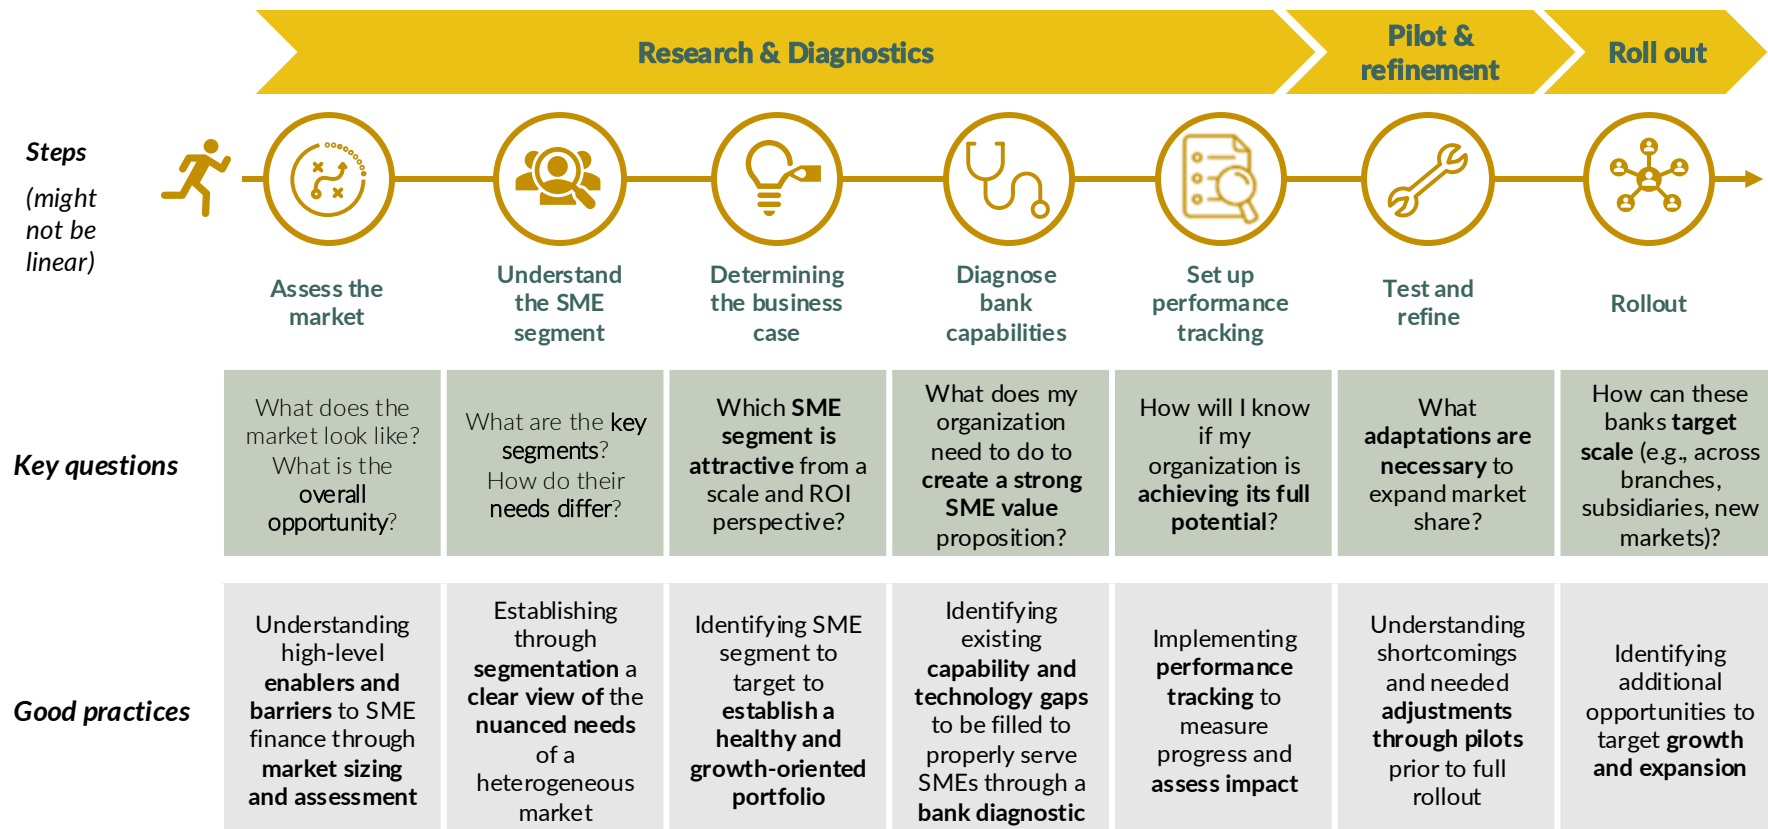 Research & Diagnostics
Pilot &
refinement
Roll out
Steps
(might
not be
linear)
Assess the
market
Understand
the SME
segment
Determining
the business
case
Diagnose
bank
capabilities
Set up
performance
tracking
Test and
refine
Rollout
Key questions
What does the
market look like?
What is the
overall
opportunity?
What are the key
segments?
How do their
needs differ?
Which SME
segment is
attractive from a
scale and ROI
perspective?
What does my
organization
need to do to
create a strong
SME value
proposition?
How will I know
if my
organization is
achieving its full
potential?
What
adaptations are
necessary to
expand market
share?
How can these
banks target
scale (e.g., across
branches,
subsidiaries, new
markets)?
Good practices
Understanding
high-level
enablers and
barriers to SME
finance through
market sizing
and assessment
Establishing
through
segmentation a
clear view of the
nuanced needs
of a
heterogeneous
market
Identifying SME
segment to
target to
establish a
healthy and
growth-oriented
portfolio
Identifying
existing
capability and
technology gaps
to be filled to
properly serve
SMEs through a
bank diagnostic
Implementing
performance
tracking to
measure
progress and
assess impact
Understanding
shortcomings
and needed
adjustments
through pilots
prior to full
rollout
Identifying
additional
opportunities to
target growth
and expansion